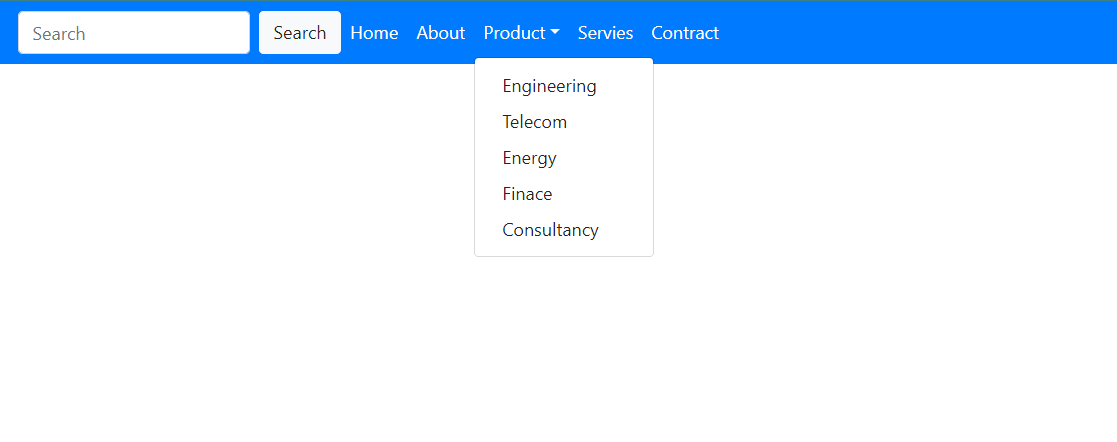 Search Search Home About Product Servies Contract
Engineering
Telecom
Energy
Finace
Consultancy